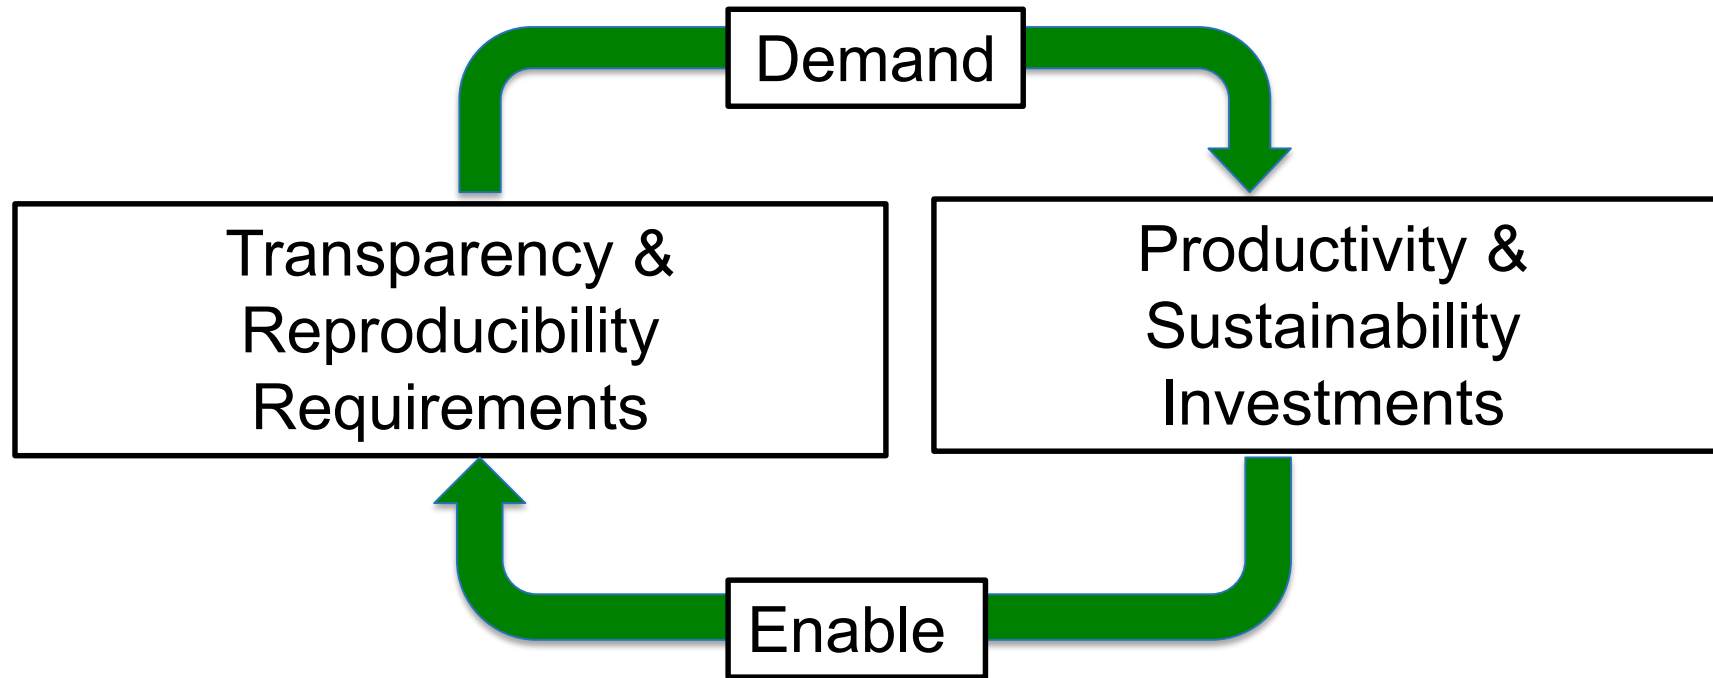 Demand
Transparency &
Reproducibility
Requirements
Productivity &
Sustainability
Investments
Enable